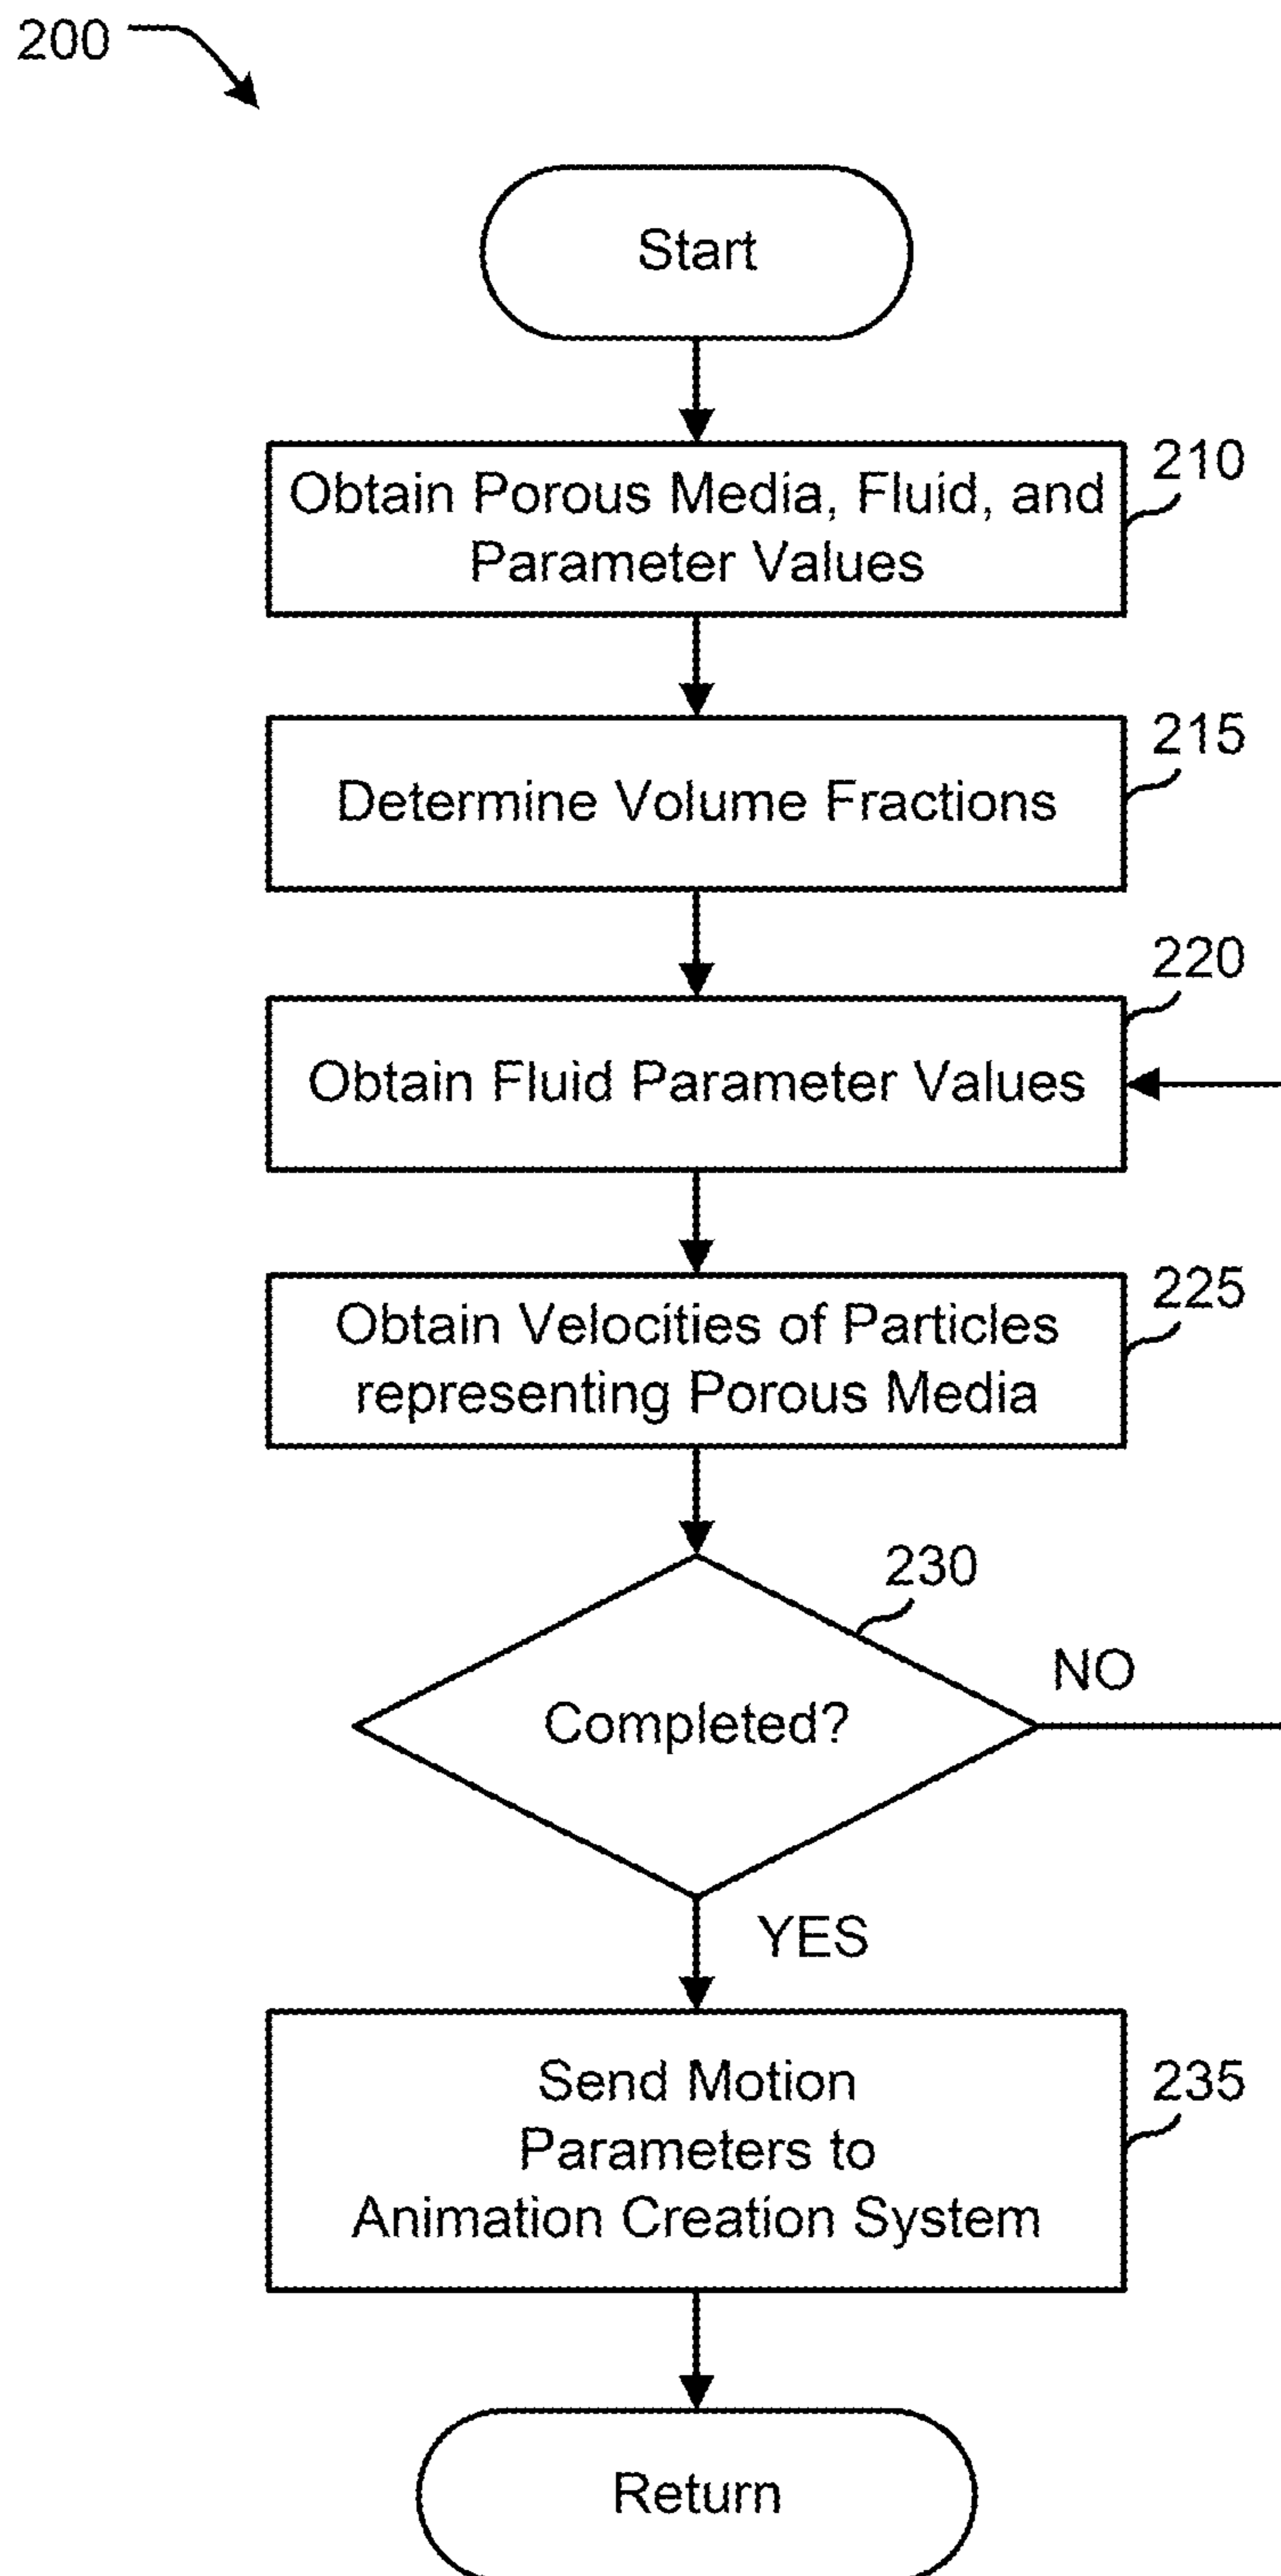 200
Start
210
Obtain Porous Media, Fluid, and
Parameter Values
215
Determine Volume Fractions
220
Obtain Fluid Parameter Values
225
Obtain Velocities of Particles
representing Porous Media
230
Completed?
NO
YES
235
Send Motion
Parameters to
Animation Creation System
Return